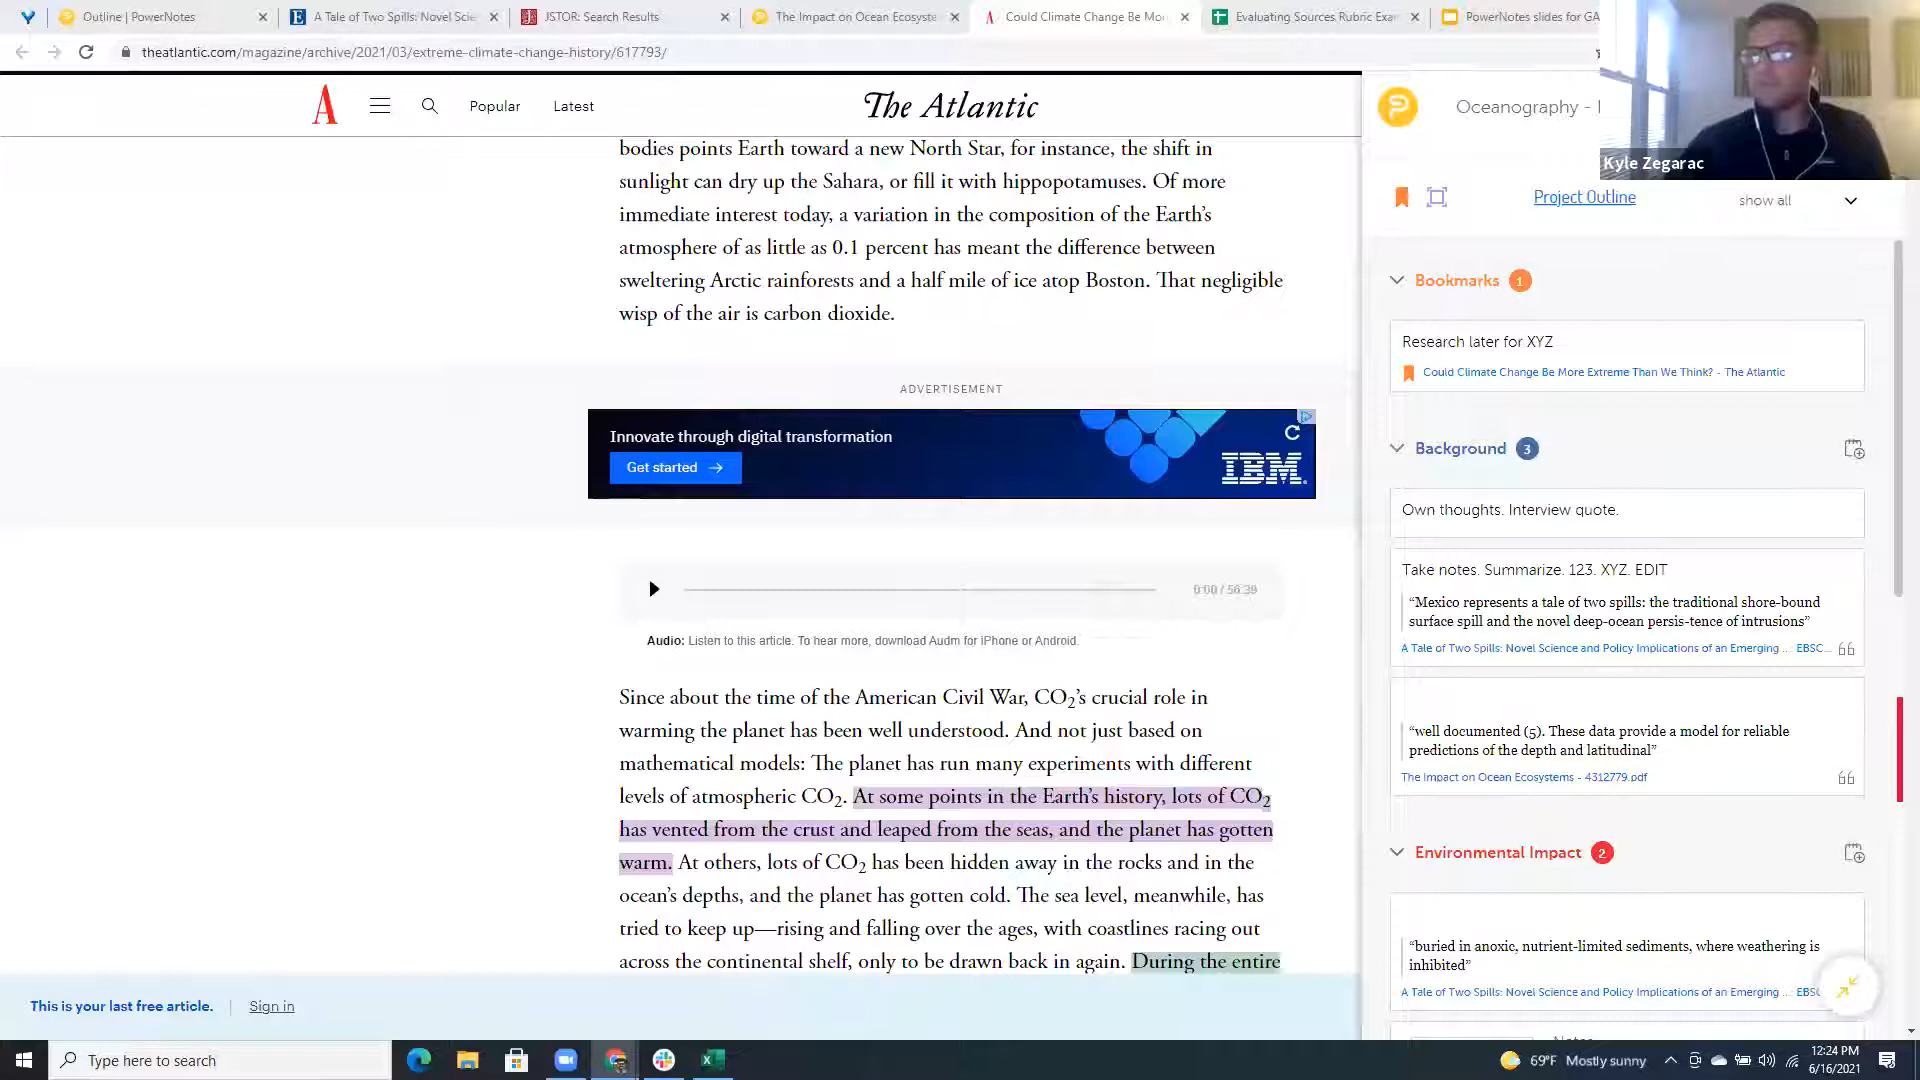 Outline | PowerNotes
A Tale of Two Spills: Novel Scie
JSTOR: Search Results
The Impact on Ocean Ecosyste
Could Climate Change Be Mo
Evaluating Sources Rubric Exa
PowerNotes slides for GA
theatlantic.com/magazine/archive/2021/03/extreme-climate-change-history/617793/
A
Popular
Latest
The Atlantic
Oceanography -
Kyle Zegarac
bodies points Earth toward a new North Star, for instance, the shift in
sunlight can dry up the Sahara, or fill it with hippopotamuses. Of more
immediate interest today, a variation in the composition of the Earth's
atmosphere of as little as 0.1 percent has meant the difference between
sweltering Arctic rainforests and a half mile of ice atop Boston. That negligible
wisp of the air is carbon dioxide.
ADVERTISEMENT
Innovate through digital transformation
Get started →
IBM
0:00 / 56:39
Audio: Listen to this article. To hear more, download Audm for iPhone or Android.
Since about the time of the American Civil War, CO₂'s crucial role in
warming the planet has been well understood. And not just based on
mathematical models: The planet has run many experiments with different
levels of atmospheric CO₂. At some points in the Earth's history, lots of CO₂
has vented from the crust and leaped from the seas, and the planet has gotten
warm. At others, lots of CO₂ has been hidden away in the rocks and in the
ocean's depths, and the planet has gotten cold. The sea level, meanwhile, has
tried to keep up—rising and falling over the ages, with coastlines racing out
across the continental shelf, only to be drawn back in again. During the entire
This is your last free article.
Sign in
Project Outline
show all
Bookmarks 1
Research later for XYZ
Could Climate Change Be More Extreme Than We Think? - The Atlantic
Background 3
Own thoughts. Interview quote.
Take notes. Summarize. 123. XYZ. EDIT
“Mexico represents a tale of two spills: the traditional shore-bound
surface spill and the novel deep-ocean persis-tence of intrusions”
A Tale of Two Spills: Novel Science and Policy Implications of an Emerging ... EBSC...
“well documented (5). These data provide a model for reliable
predictions of the depth and latitudinal”
The Impact on Ocean Ecosystems - 4312779.pdf
Environmental Impact 2
“buried in anoxic, nutrient-limited sediments, where weathering is
inhibited”
A Tale of Two Spills: Novel Science and Policy Implications of an Emerging ... EBSC
Type here to search
69°F Mostly sunny
12:24 PM
6/16/2021